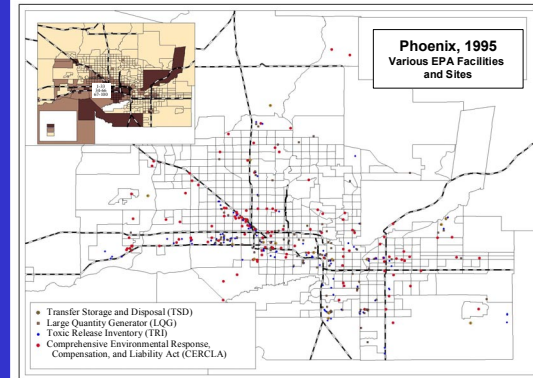 Phoenix, 1995
Various EPA Facilities
and Sites
Transfer Storage and Disposal (TSD)
Large Quantity Generator (LQG)
Toxic Release Inventory (TRI)
Comprehensive Environmental Response,
Compensation, and Liability Act (CERCLA)